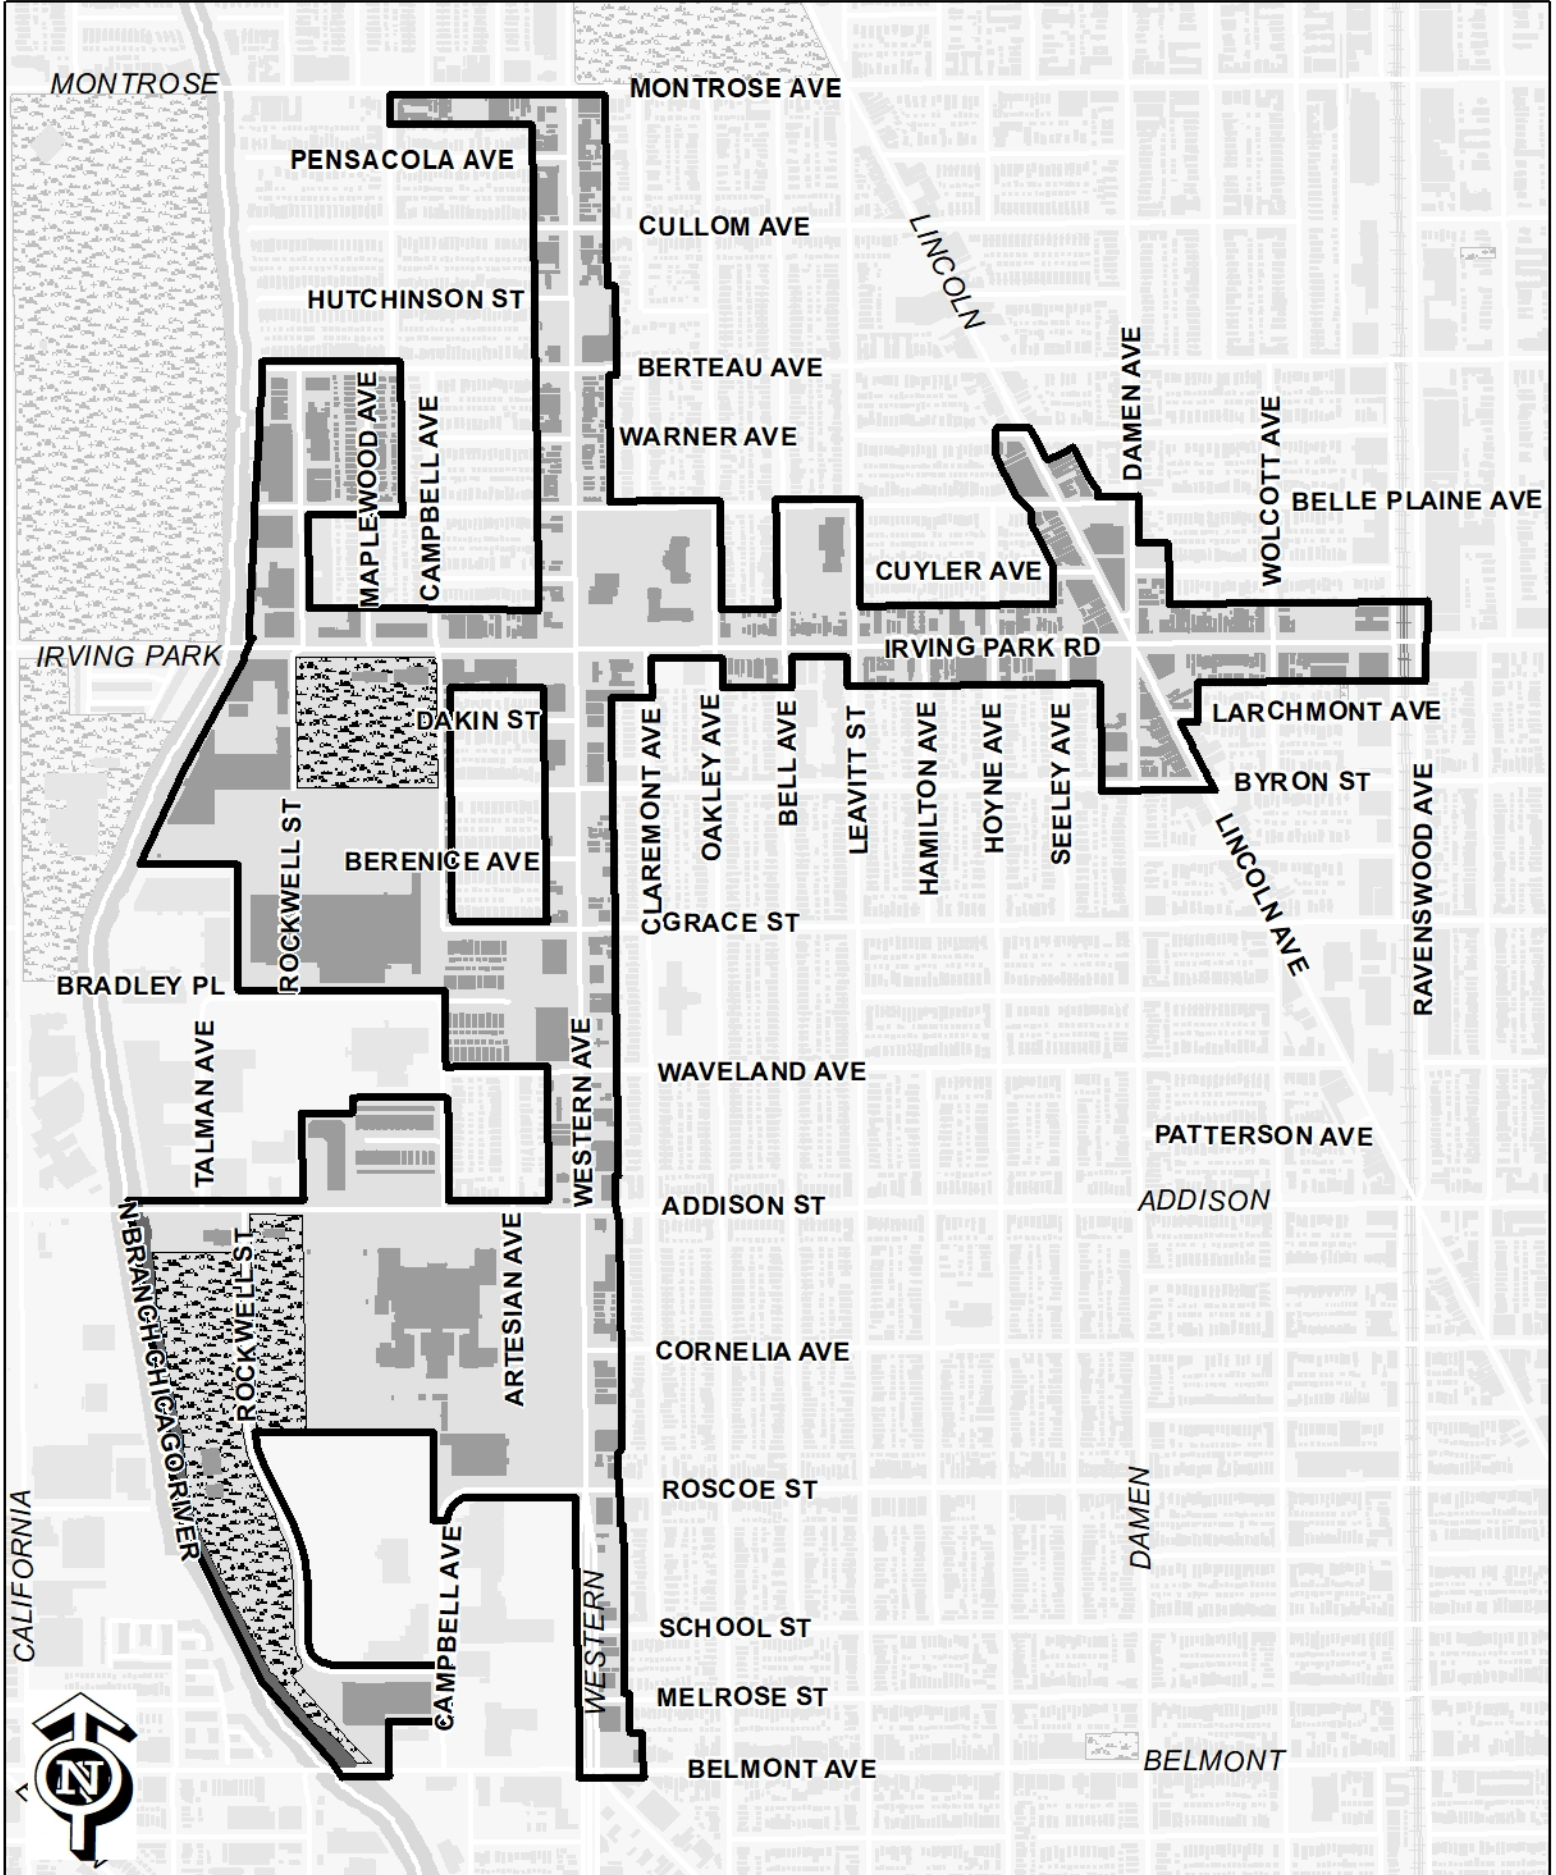 MONTROSE
MONTROSE AVE
PENSACOLA AVE
CULLOM AVE
LINCOLN
HUTCHINSON ST
BERTEAU AVE
DAMEN AVE
MAPLEWOOD AVE
CAMPBELL AVE
WARNER AVE
WOLCOTT AVE
BELLE PLAINE AVE
CUYLER AVE
IRVING PARK
IRVING PARK RD
DAKIN ST
CLAREMONT AVE
OAKLEY AVE
BELL AVE
LEAVITT ST
HAMILTON AVE
HOYNE AVE
SEELEY AVE
LARCHMONT AVE
BYRON ST
ROCKWELL ST
BERENICE AVE
LINCOLN AVE
RAVENSWOOD AVE
GRACE ST
BRADLEY PL
TALMAN AVE
WESTERN AVE
WAVELAND AVE
PATTERSON AVE
ADDISON ST
ADDISON
N BRANCH CHICAGO RIVER
ROCKWELL ST
ARTESIAN AVE
CORNELIA AVE
ROSCOE ST
CALIFORNIA
CAMPBELL AVE
WESTERN
DAMEN
SCHOOL ST
MELROSE ST
BELMONT AVE
BELMONT
N